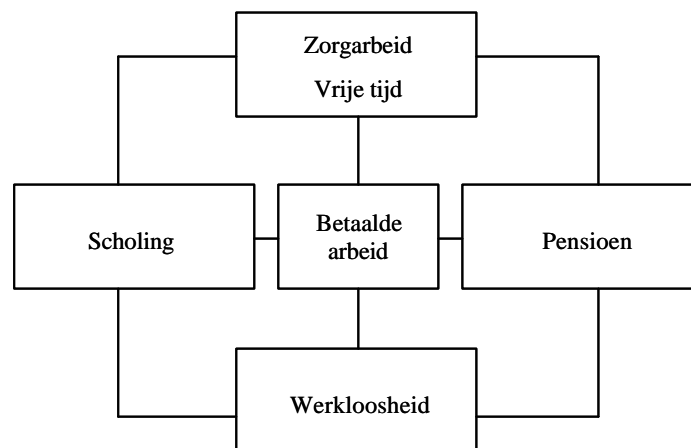 Zorgarbeid
Vrije tijd
Scholing
Betaalde
arbeid
Pensioen
Werkloosheid